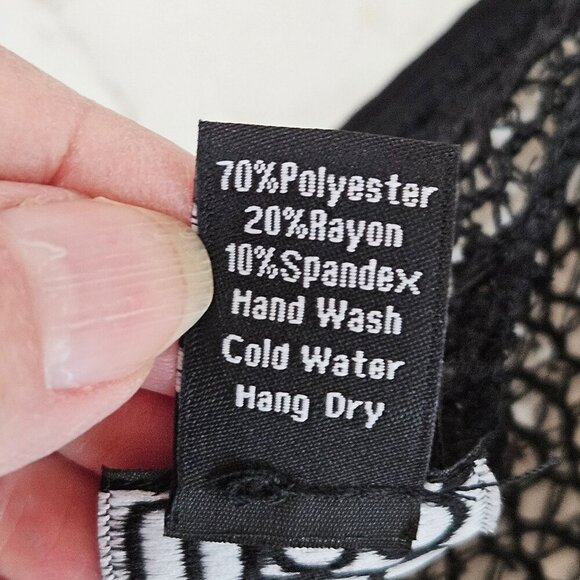 70%Polyester
20%Rayon
10%Spandex
Hand Wash
Cold Water
Hang Dry